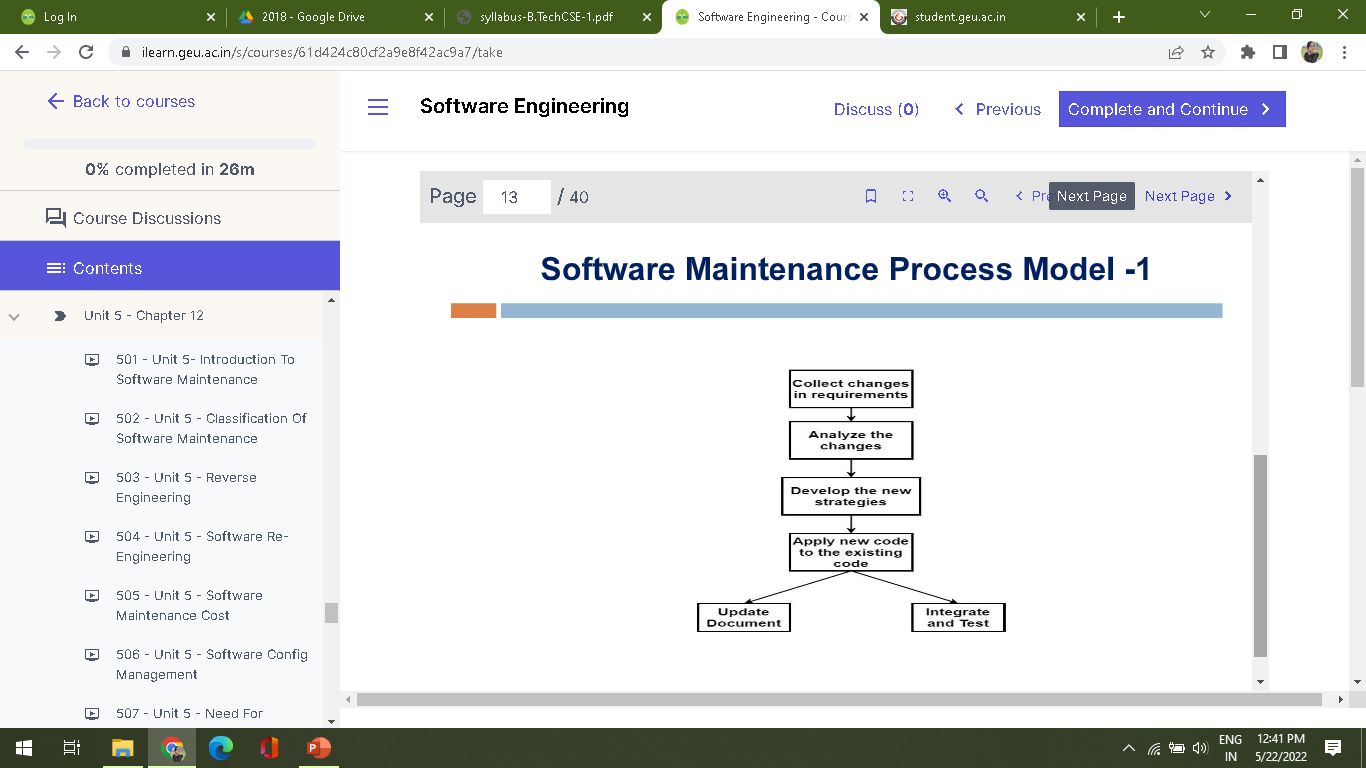 Log In
2018 - Google Drive
syllabus-B.TechCSE-1.pdf
Software Engineering - Cour
student.geu.ac.in
ilearn.geu.ac.in/s/courses/61d424c80cf2a9e8f42ac9a7/take
Back to courses
0% completed in 26m
Course Discussions
Contents
Unit 5 - Chapter 12
501 - Unit 5- Introduction To
Software Maintenance
502 - Unit 5 - Classification Of
Software Maintenance
503 - Unit 5 - Reverse
Engineering
504 - Unit 5 - Software Re-
Engineering
505 - Unit 5 - Software
Maintenance Cost
506 - Unit 5 - Software Config
Management
507 - Unit 5 - Need For
Software Engineering
Discuss (0)
Previous
Complete and Continue
Page 13 / 40
Pre
Next Page
Next Page
Software Maintenance Process Model -1
Collect changes
in requirements
Analyze the
changes
Develop the new
strategies
Apply new code
to the existing
code
Update
Document
Integrate
and Test
ENG
IN
12:41 PM
5/22/2022